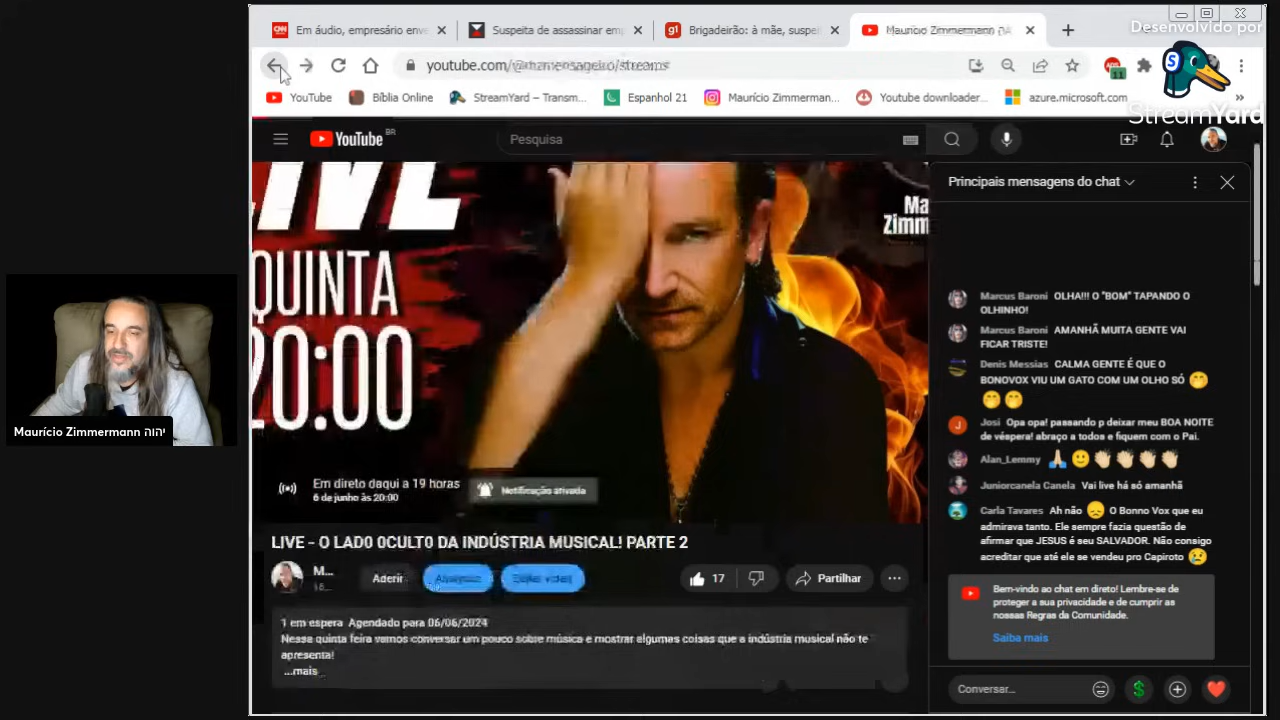 Em áudio, empresário enve
Suspeita de assassinar em
Brigadeirão: à mãe, suspe
Maurício Zimmermann
Desenvolvido por
StreamYard
youtube.com/
/streams
11
YouTube
Bíblia Online
StreamYard – Transm...
Espanhol 21
Maurício Zimmerman...
Youtube downloader...
azure.microsoft.com
»
YouTube BR
Pesquisa
LIVE
QUINTA
20:00
Ma
Zimm
Em direto daqui a 19 horas
6 de junho às 20:00
Notificação ativada
LIVE - O LAD0 0CULT0 DA INDÚSTRIA MUSICAL! PARTE 2
M...
Aderir
17
Partilhar
1 em espera Agendado para 06/06/2024
Nessa quinta feira vamos conversar um pouco sobre música e mostrar algumes coisas que a indústria musical não te
apresenta!
...mais
Principais mensagens do chat
Marcus Baroni OLHA!!! O "BOM" TAPANDO O
OLHINHO!
Marcus Baroni AMANHÃ MUITA GENTE VAI
FICAR TRISTE!
Denis Messias CALMA GENTE É QUE O
BONOVOX VIU UM GATO COM UM OLHO SÓ 🤭
🤭 🤭
J
Josi Opa opa! passando p deixar meu BOA NOITE
de véspera! abraço a todos e fiquem com o Pai.
Alan_Lemmy 🙏🏻 🙂 👏🏻 👏🏻 👏🏻 👏🏻
Juniorcanela Canela Vai live há só amanhã
Carla Tavares Ah não 😞 O Bonno Vox que eu
admirava tanto. Ele sempre fazia questão de
afirmar que JESUS é seu SALVADOR. Não consigo
acreditar que até ele se vendeu pro Capiroto 😢
Bem-vindo ao chat em direto! Lembre-se de
proteger a sua privacidade e de cumprir as
nossas Regras da Comunidade.
Saiba mais
Conversar...
Maurício Zimmermann יהוה